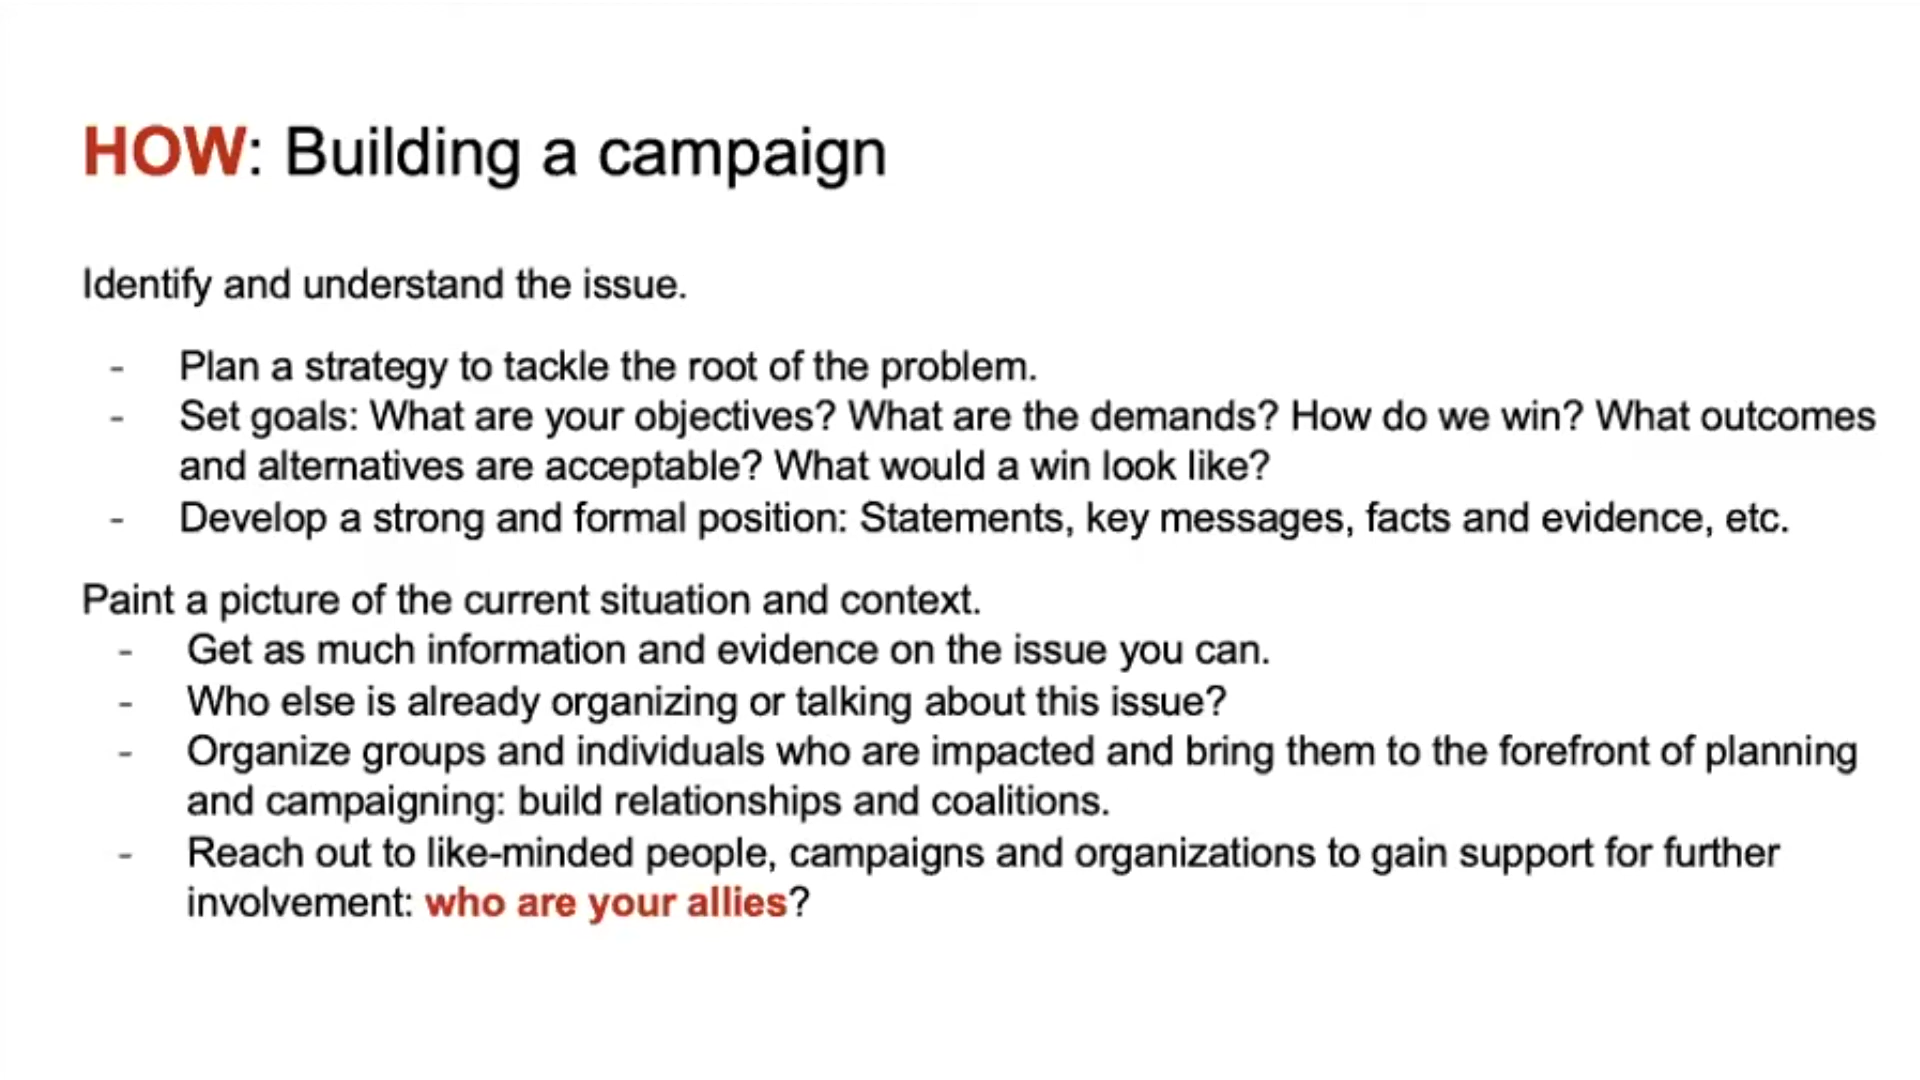 HOW: Building a campaign
Identify and understand the issue.
- Plan a strategy to tackle the root of the problem.
- Set goals: What are your objectives? What are the demands? How do we win? What outcomes
and alternatives are acceptable? What would a win look like?
- Develop a strong and formal position: Statements, key messages, facts and evidence, etc.
Paint a picture of the current situation and context.
- Get as much information and evidence on the issue you can.
- Who else is already organizing or talking about this issue?
- Organize groups and individuals who are impacted and bring them to the forefront of planning
and campaigning: build relationships and coalitions.
- Reach out to like-minded people, campaigns and organizations to gain support for further
involvement: who are your allies?